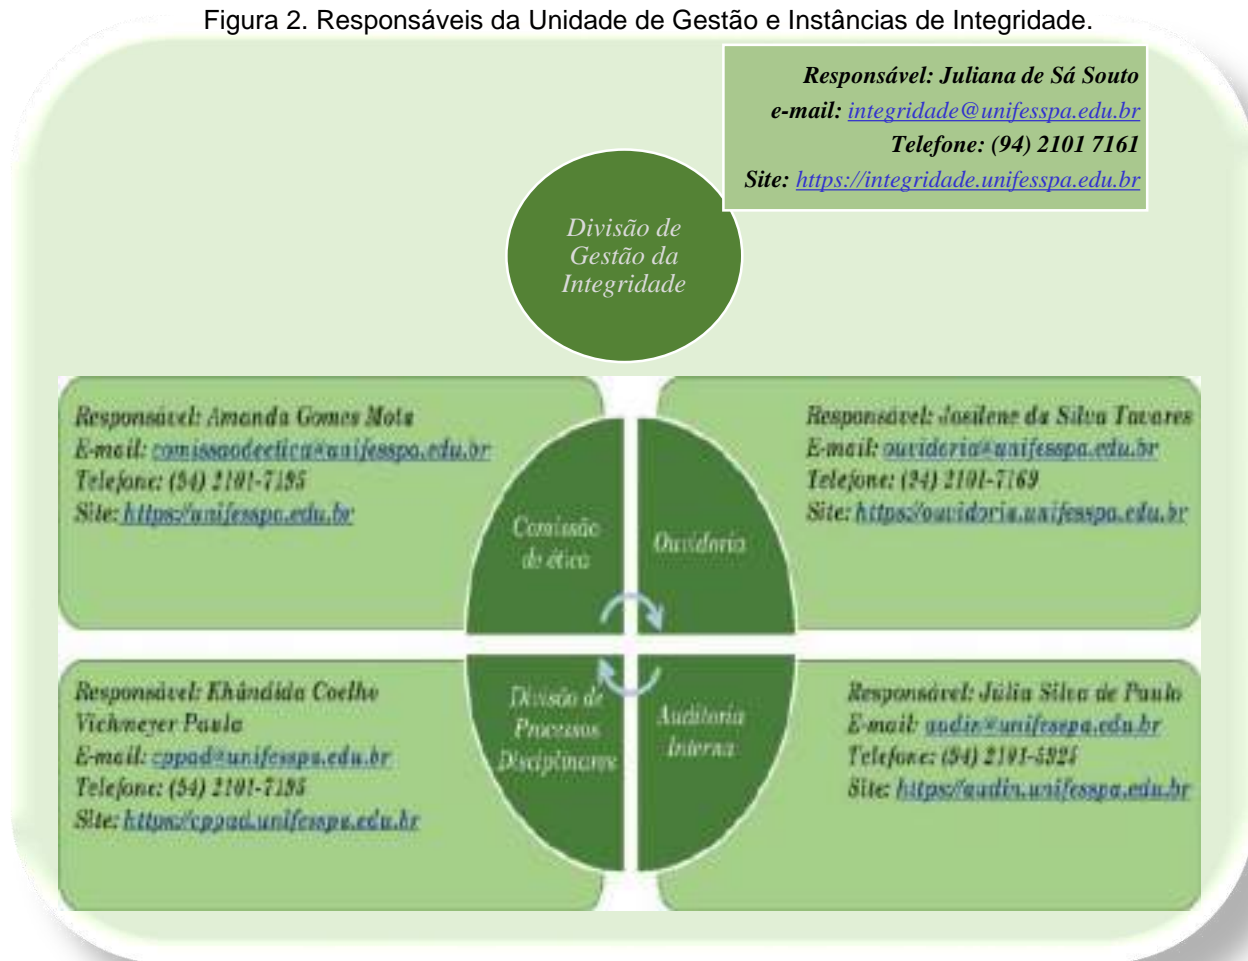 Figura 2. Responsáveis da Unidade de Gestão e Instâncias de Integridade.
Responsável: Juliana de Sá Souto
e-mail: integridade@unifesspa.edu.br
Telefone: (94) 2101 7161
Site: https://integridade.unifesspa.edu.br
Divisão de
Gestão da
Integridade
Responsável: Amanda Gomes Mota
E-mail: comissaodeetica@unifesspa.edu.br
Telefone: (94) 2101-7195
Site: https://unifesspa.edu.br
Comissão
de ética
Responsável: Josilene da Silva Tavares
E-mail: ouvidoria@unifesspa.edu.br
Telefone: (94) 2101-7169
Site: https://ouvidoria.unifesspa.edu.br
Ouvidoria
Responsável: Khândida Coelho
Paula
E-mail: cppad@unifesspa.edu.br
Telefone: (94) 2101-7195
Site: https://cppad.unifesspa.edu.br
Divisão de
Processos
Disciplinares
Auditoria
Interna
Responsável: Júlia Silva de Paulo
E-mail: audin@unifesspa.edu.br
Telefone: (94)
Site: https://audin.unifesspa.edu.br